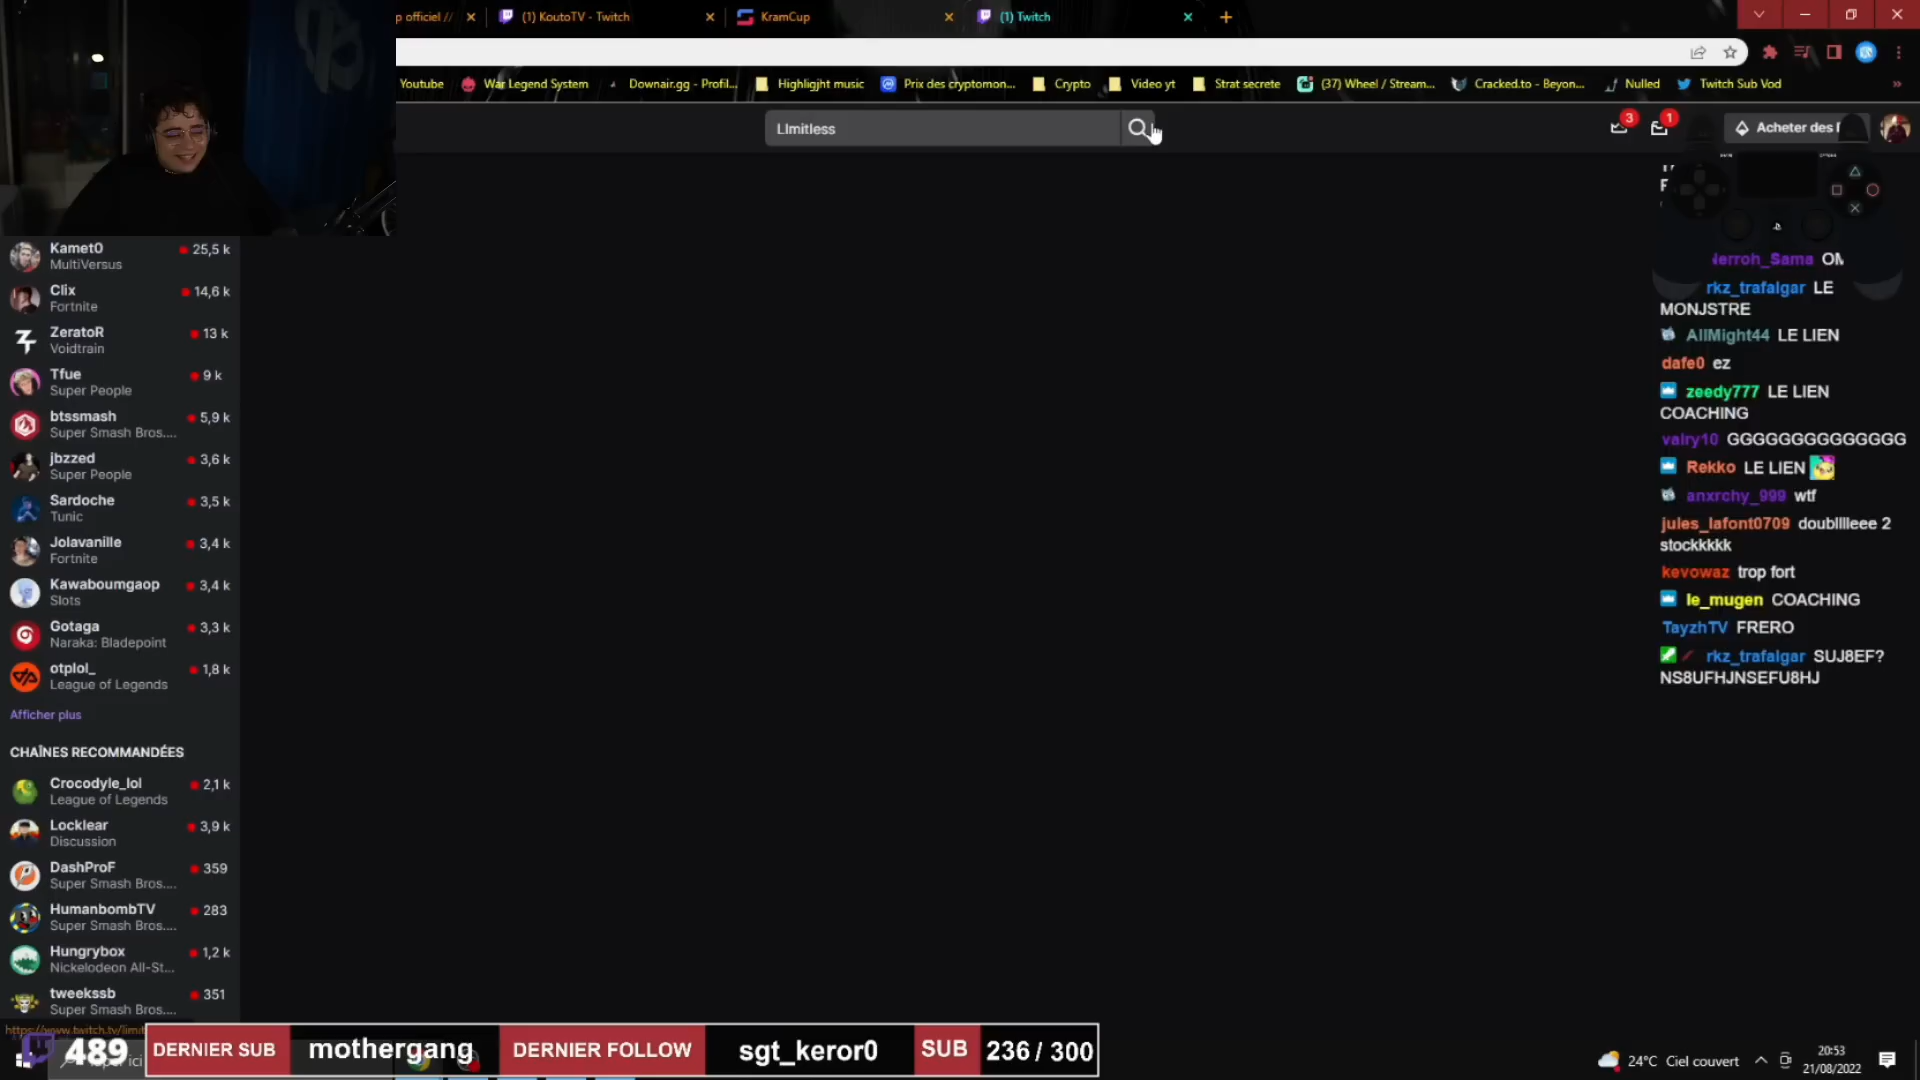 p officiel //
(1) KoutoTV - Twitch
KramCup
(1) Twitch
Youtube
War Legend System
Downair.gg - Profil...
Highlight music
Prix des cryptomon...
Crypto
Video yt
Strat secrete
(37) Wheel / Stream...
Cracked.to - Beyon...
Nulled
Twitch Sub Vod
LImitless
3
1
Acheter des
Kamet0
25,5 k
MultiVersus
Clix
14,6 k
Fortnite
ZeratoR
13 k
Voidtrain
Tfue
9 k
Super People
btssmash
5,9 k
Super Smash Bros....
jbzzed
3,6 k
Super People
Sardoche
3,5 k
Tunic
Jolavanille
3,4 k
Fortnite
Kawaboumgaop
3,4 k
Slots
Gotaga
3,3 k
Naraka: Bladepoint
otplol_
1,8 k
League of Legends
Afficher plus
CHAÎNES RECOMMANDÉES
Crocodyle_lol
2,1 k
League of Legends
Locklear
3,9 k
Discussion
DashProF
359
Super Smash Bros....
HumanbombTV
283
Super Smash Bros....
Hungrybox
1,2 k
Nickelodeon All-St...
tweekssb
351
Super Smash Bros....
https://www.twitch.tv/limit
rkz_trafalgar LE
MONJSTRE
AllMight44 LE LIEN
dafe0 ez
zeedy777 LE LIEN
COACHING
valry10 GGGGGGGGGGGGGG
Rekko LE LIEN
anxrchy_999 wtf
jules_lafont0709 doublllleee 2
stockkkkk
kevowaz trop fort
le_mugen COACHING
TayzhTV FRERO
rkz_trafalgar SUJ8EF?
NS8UFHJNSEFU8HJ
489
DERNIER SUB
mothergang
DERNIER FOLLOW
sgt_keror0
SUB
236 / 300
24°C Ciel couvert
20:53
21/08/2022